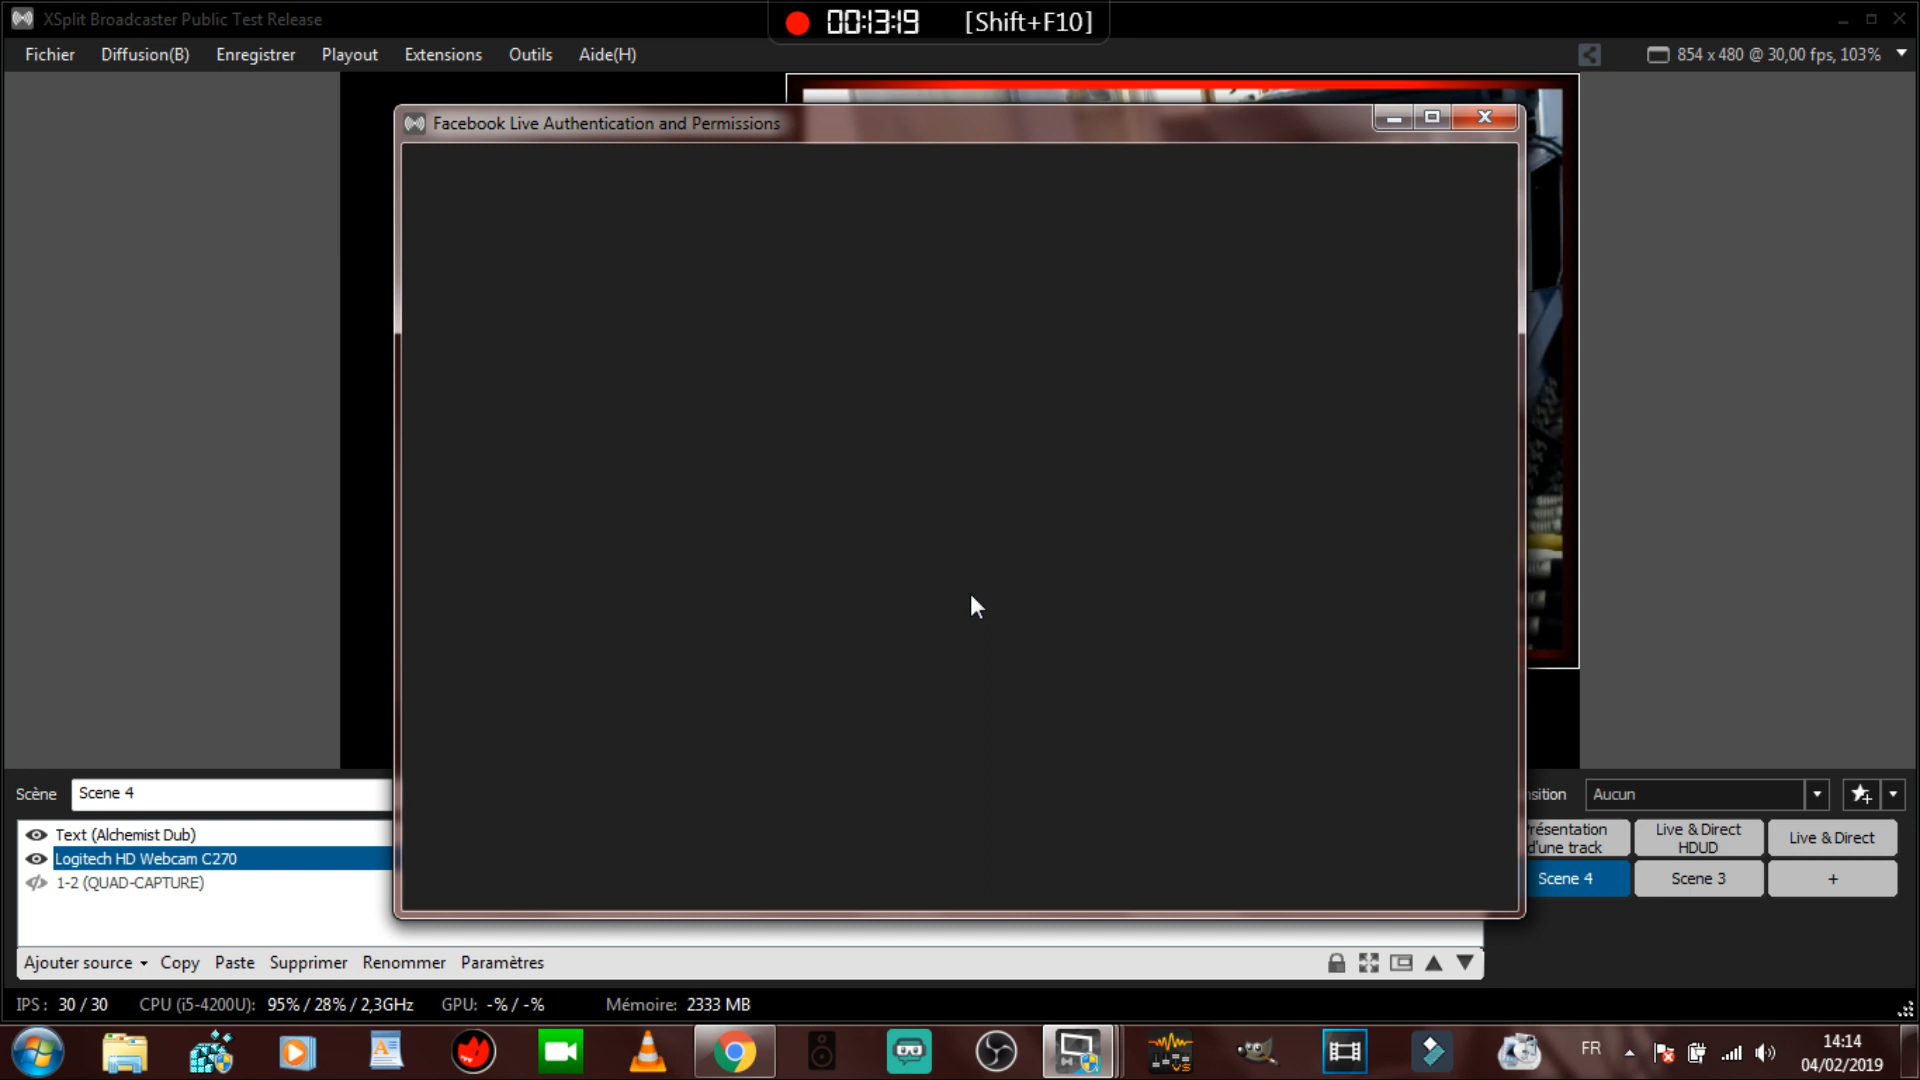 XSplit Broadcaster Public Test Release
00:13:19 [Shift+F10]
Fichier Diffusion(B) Enregistrer Playout Extensions Outils Aide(H)
854 x 480 @ 30,00 fps, 103%
Facebook Live Authentication and Permissions
Scène Scene 4
nsition Aucun
Text (Alchemist Dub)
Logitech HD Webcam C270
1-2 (QUAD-CAPTURE)
résentation
d'une track
Live & Direct
HDUD
Live & Direct
Scene 4 Scene 3 +
Ajouter source Copy Paste Supprimer Renommer Paramètres
IPS : 30 / 30 CPU (i5-4200U): 95% / 28% / 2,3GHz GPU: -% / -% Mémoire: 2333 MB
VS
FR
14:14
04/02/2019